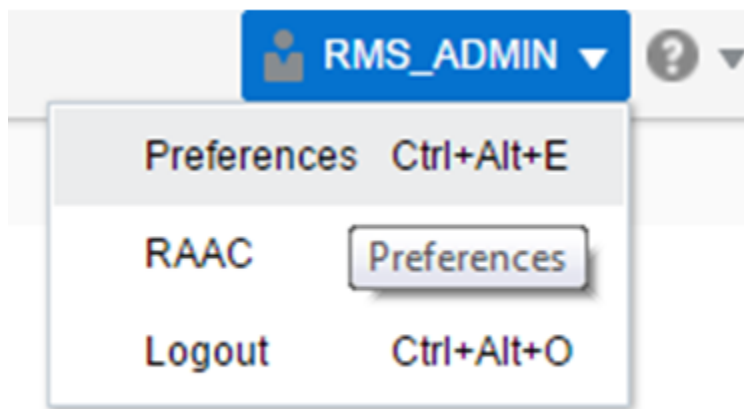 RMS_ADMIN ?
Preferences Ctrl+Alt+E
RAAC
Preferences
Logout Ctrl+Alt+O